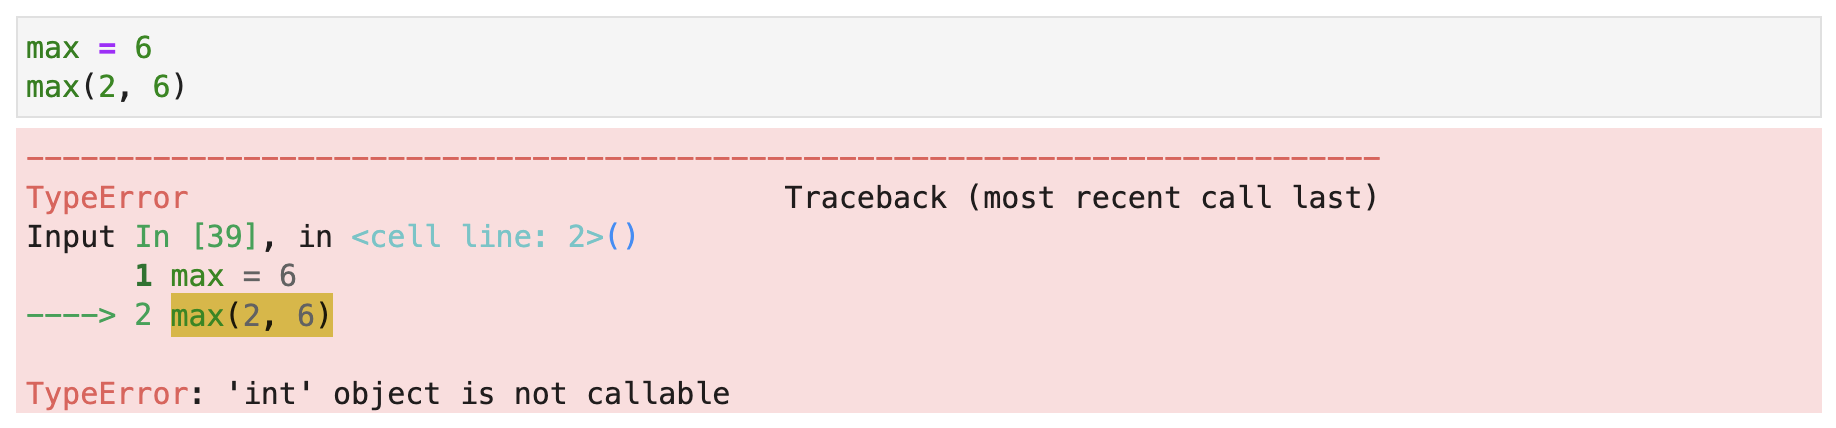 max = 6
max(2, 6)
---------------------------------------------------------------------------
TypeError                                 Traceback (most recent call last)
Input In [39], in <cell line: 2>()
      1 max = 6
----> 2 max(2, 6)

TypeError: 'int' object is not callable